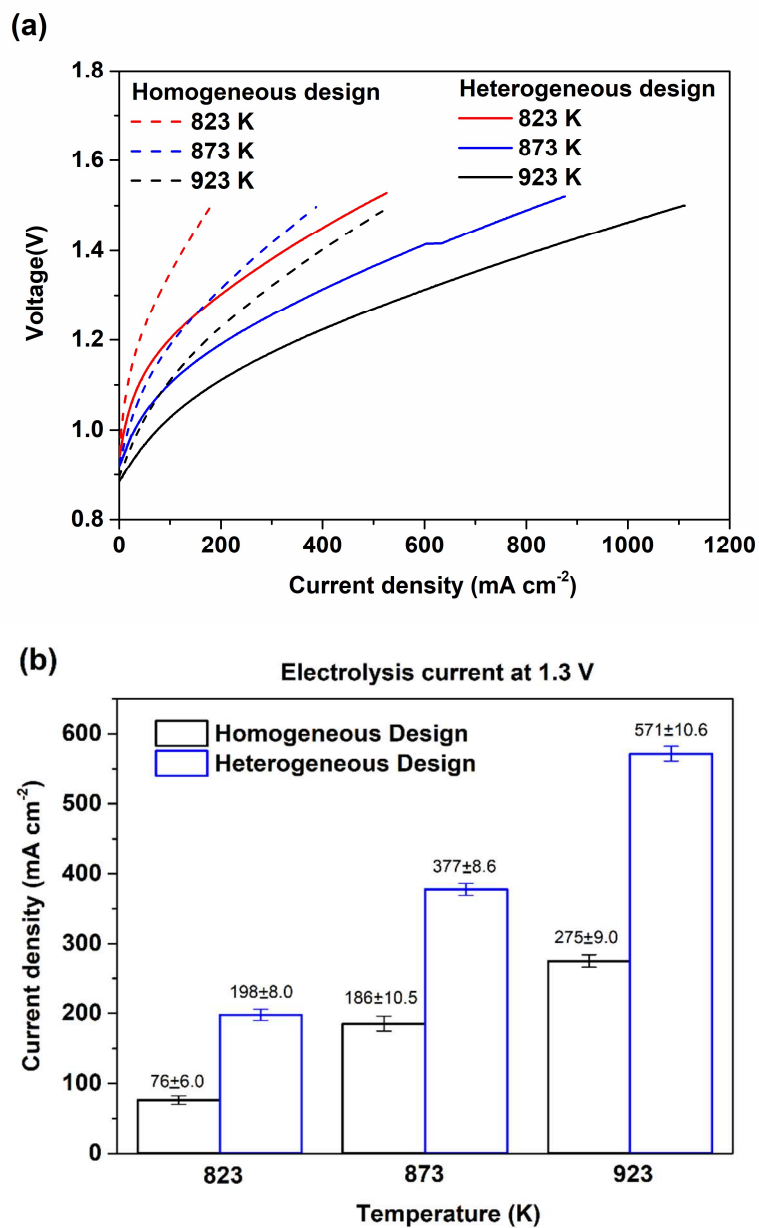 (a)
1.8
1.6
1.4
1.2
1.0
0.8
Voltage(V)
Homogeneous design
823 K
873 K
923 K
Heterogeneous design
823 K
873 K
923 K
0 200 400 600 800 1000 1200
Current density (mA cm⁻²)
(b)
Electrolysis current at 1.3 V
600
500
400
300
200
100
0
Current density (mA cm⁻²)
Homogeneous Design
Heterogeneous Design
76±6.0
198±8.0
186±10.5
377±8.6
275±9.0
571±10.6
823 873 923
Temperature (K)